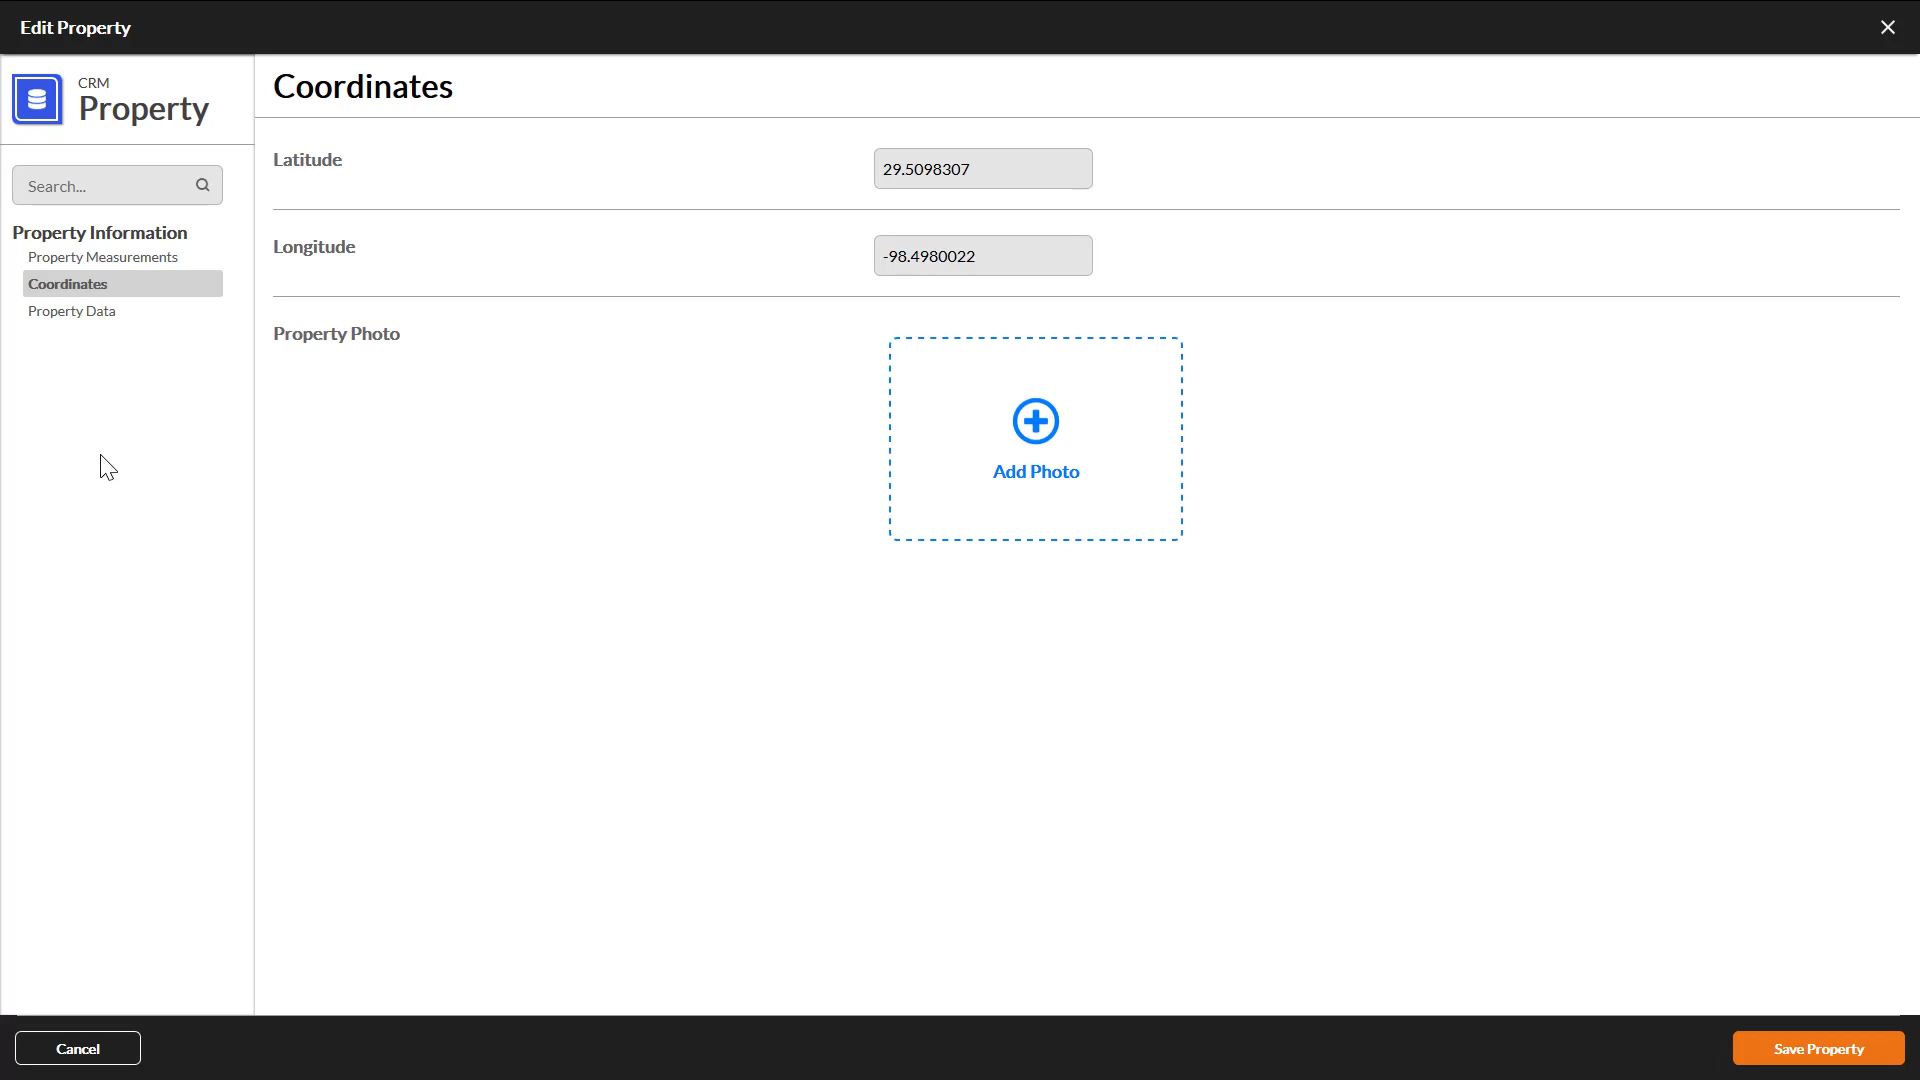 Edit Property
CRM
Property
Search...
Property Information
Property Measurements
Coordinates
Property Data
Coordinates
Latitude
29.5098307
Longitude
-98.4980022
Property Photo
Add Photo
Cancel
Save Property